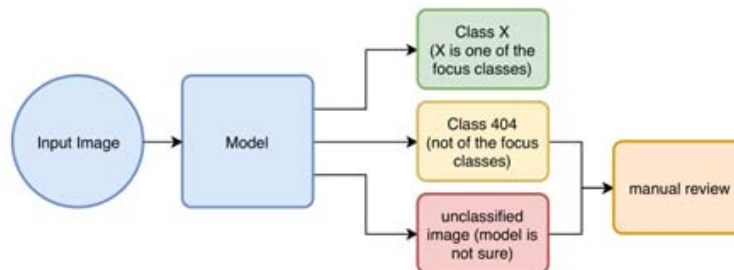 Input Image
Model
Class X
(X is one of the
focus classes)
Class 404
(not of the focus
classes)
unclassified
image (model is
not sure)
manual review